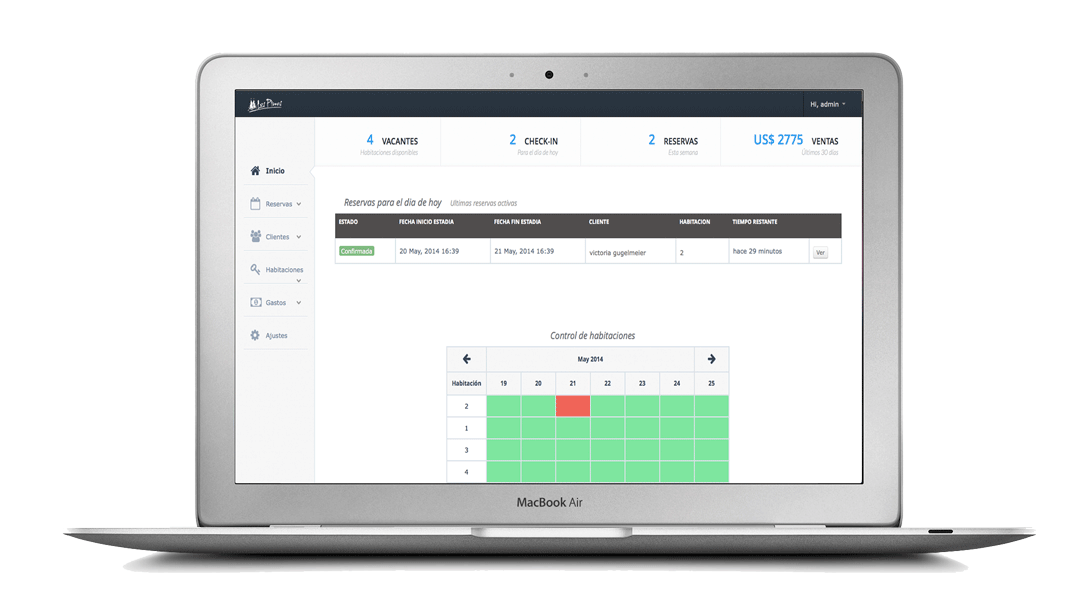 Los Pinos
Hi, admin
4 VACANTES
Habitaciones disponibles
2 CHECK-IN
Para el día de hoy
2 RESERVAS
Esta semana
US$ 2775 VENTAS
Últimos 30 días
Inicio
Reservas
Clientes
Habitaciones
Gastos
Ajustes
Reservas para el dia de hoy Ultimas reservas activas
ESTADO FECHA INICIO ESTADIA FECHA FIN ESTADIA CLIENTE HABITACION TIEMPO RESTANTE
Confirmada 20 May, 2014 16:39 21 May, 2014 16:39 victoria gugelmeier 2 hace 29 minutos Ver
Control de habitaciones
May 2014
Habitación 19 20 21 22 23 24 25
2
1
3
4
MacBook Air